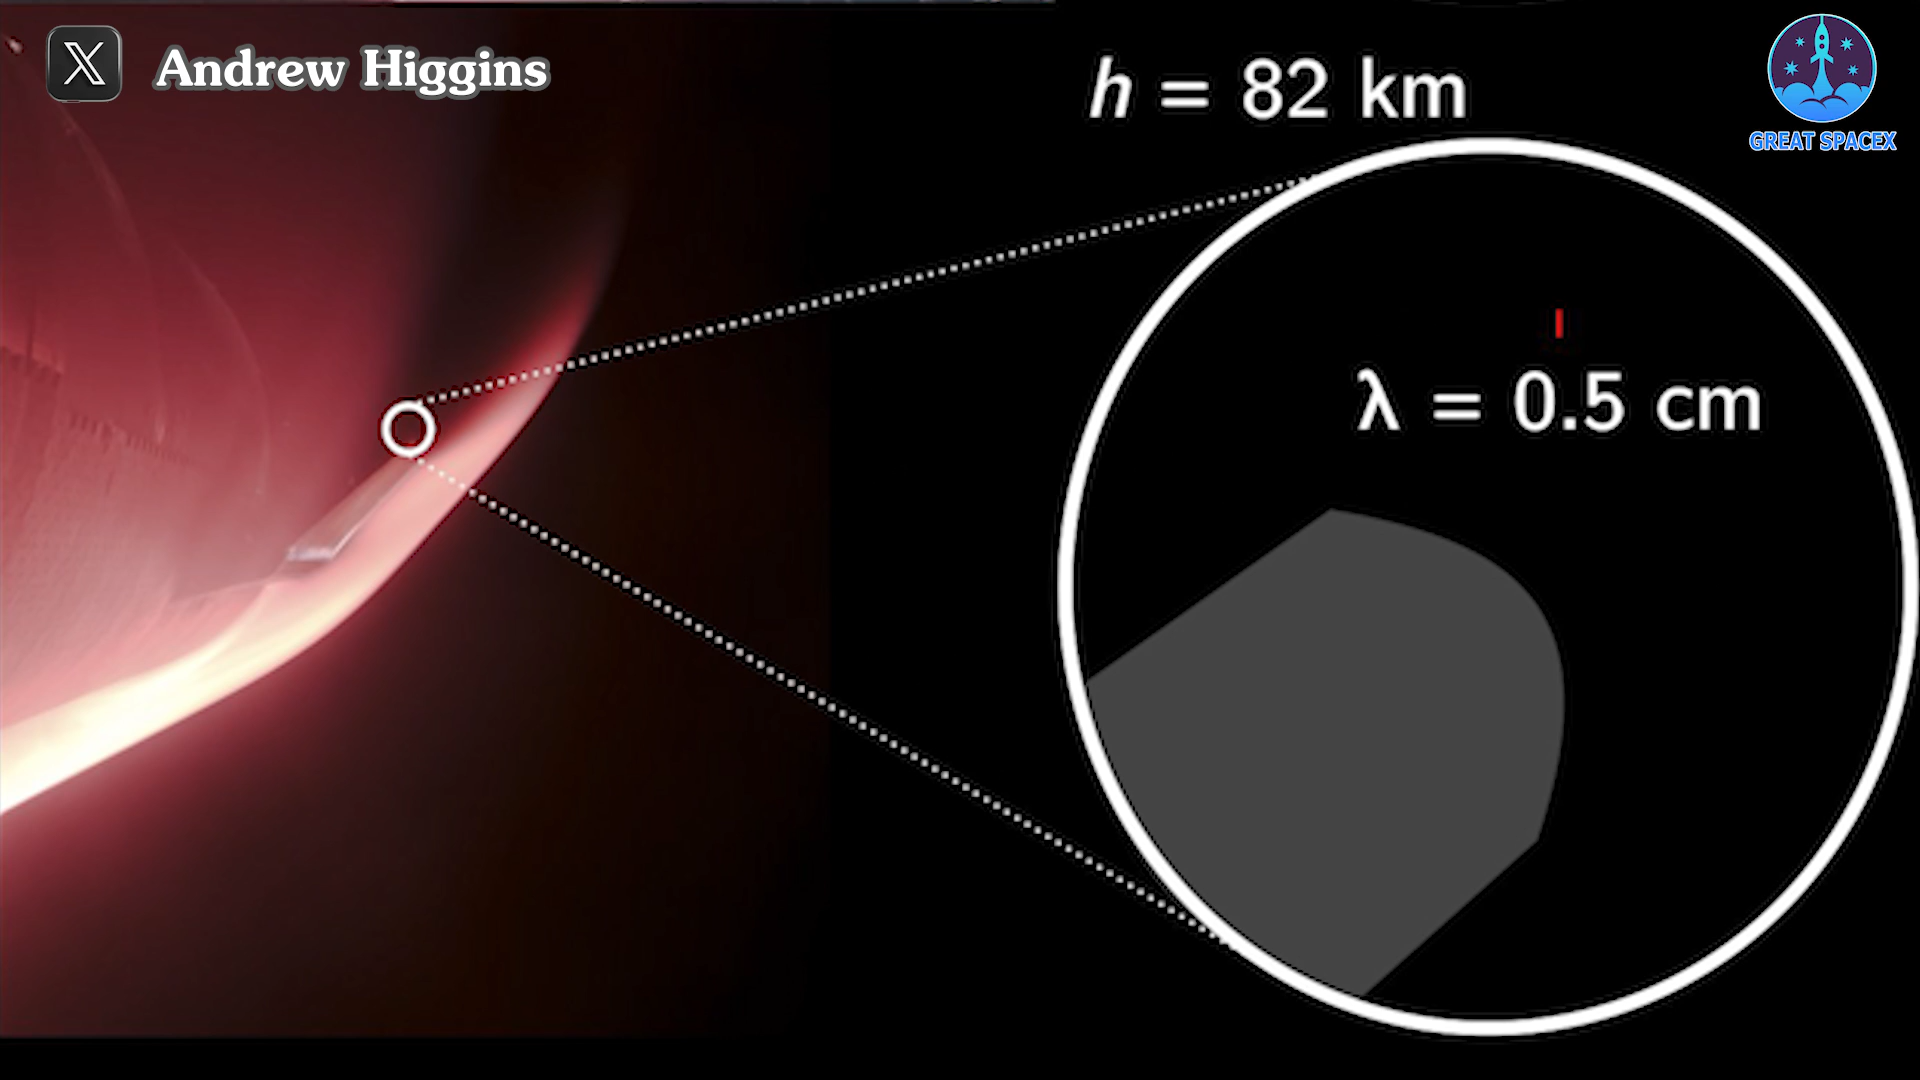 X
Andrew Higgins
h = 82 km
GREAT SPACEX
λ = 0.5 cm